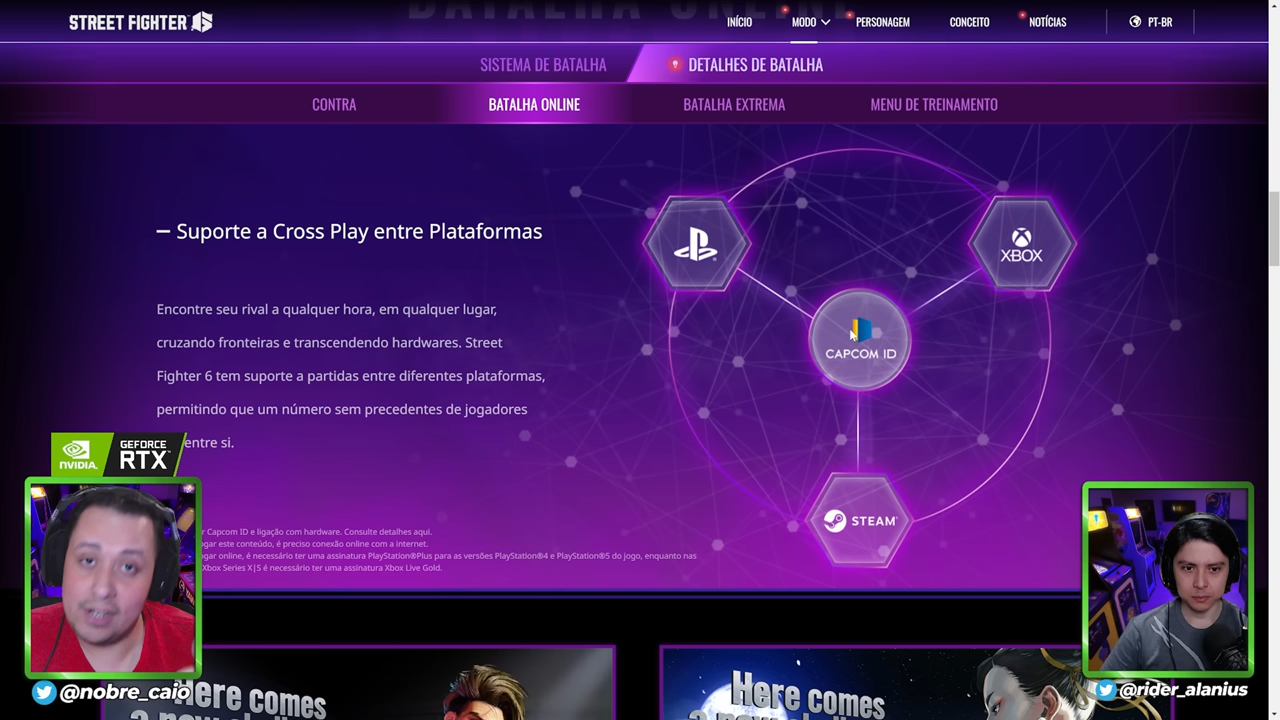 STREET FIGHTER 6
INÍCIO
MODO
PERSONAGEM
CONCEITO
NOTÍCIAS
PT-BR
BATALHA ONLINE
SISTEMA DE BATALHA
DETALHES DE BATALHA
CONTRA
BATALHA ONLINE
BATALHA EXTREMA
MENU DE TREINAMENTO
Suporte a Cross Play entre Plataformas
Encontre seu rival a qualquer hora, em qualquer lugar,
cruzando fronteiras e transcendendo hardwares. Street
Fighter 6 tem suporte a partidas entre diferentes plataformas,
permitindo que um número sem precedentes de jogadores
entre si.
XBOX
CAPCOM ID
STEAM
NVIDIA.
GEFORCE
RTX
Capcom ID e ligação com hardware. Consulte detalhes aqui.
este conteúdo, é preciso conexão online com a internet.
online, é necessário ter uma assinatura PlayStation®Plus para as versões PlayStation®4 e PlayStation®5 do jogo, enquanto nas
Xbox Series X|S é necessário ter uma assinatura Xbox Live Gold.
Here comes
a new
Here comes
a new
@nobre_caio
@rider_alanius